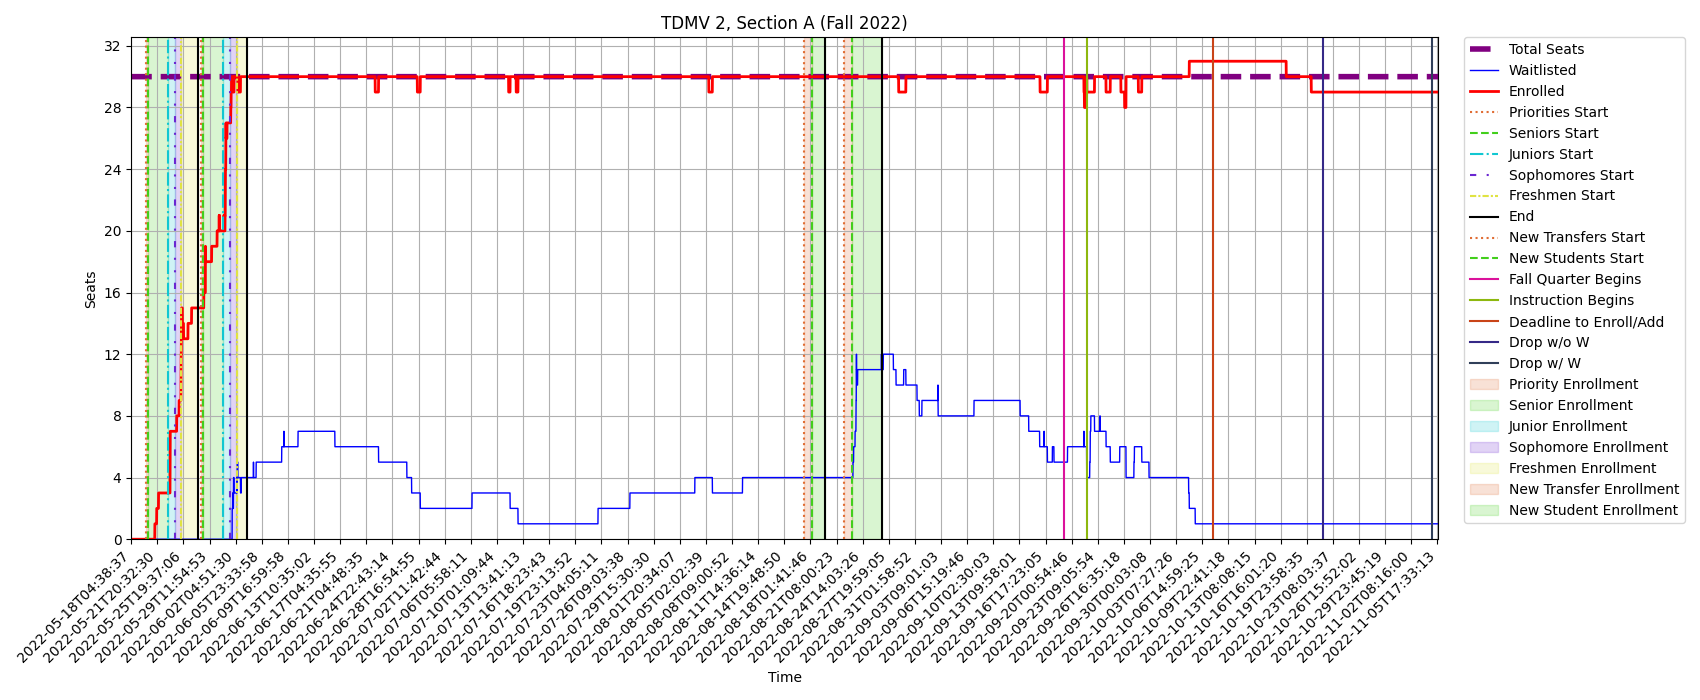 TDMV 2, Section A (Fall 2022)
Seats
32
28
24
20
16
12
8
4
0
2022-05-18T04:38:37
2022-05-21T20:32:30
2022-05-25T19:37:06
2022-05-29T11:54:53
2022-06-02T04:51:30
2022-06-05T23:33:58
2022-06-09T16:59:58
2022-06-13T10:35:02
2022-06-17T04:35:55
2022-06-21T04:48:35
2022-06-24T22:43:14
2022-06-28T16:54:55
2022-07-02T11:42:44
2022-07-06T05:58:11
2022-07-10T01:09:44
2022-07-13T13:41:13
2022-07-16T18:23:43
2022-07-19T23:13:52
2022-07-23T04:05:11
2022-07-26T09:03:38
2022-07-29T15:30:30
2022-08-01T20:34:07
2022-08-05T02:02:39
2022-08-08T09:00:52
2022-08-11T14:36:14
2022-08-14T19:48:50
2022-08-18T01:41:46
2022-08-21T08:00:23
2022-08-24T14:03:26
2022-08-27T19:59:05
2022-08-31T01:58:52
2022-09-03T09:01:03
2022-09-06T15:19:46
2022-09-10T02:30:03
2022-09-13T09:58:01
2022-09-16T17:23:05
2022-09-20T00:54:46
2022-09-23T09:05:54
2022-09-26T16:35:18
2022-09-30T00:03:08
2022-10-03T07:27:26
2022-10-06T14:59:25
2022-10-09T22:41:18
2022-10-13T08:08:15
2022-10-16T16:01:20
2022-10-19T23:58:35
2022-10-23T08:03:37
2022-10-26T15:52:02
2022-10-29T23:45:19
2022-11-02T08:16:00
2022-11-05T17:33:13
Time
Total Seats
Waitlisted
Enrolled
Priorities Start
Seniors Start
Juniors Start
Sophomores Start
Freshmen Start
End
New Transfers Start
New Students Start
Fall Quarter Begins
Instruction Begins
Deadline to Enroll/Add
Drop w/o W
Drop w/ W
Priority Enrollment
Senior Enrollment
Junior Enrollment
Sophomore Enrollment
Freshmen Enrollment
New Transfer Enrollment
New Student Enrollment